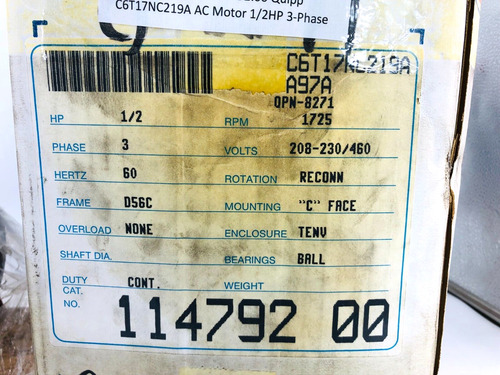 Quipp
C6T17NC219A AC Motor 1/2HP 3-Phase
C6T17NC219A
A97A
QPN-8271
HP 1/2 RPM 1725
PHASE 3 VOLTS 208-230/460
HERTZ 60 ROTATION RECONN
FRAME D56C MOUNTING "C" FACE
OVERLOAD NONE ENCLOSURE TENV
SHAFT DIA. BEARINGS BALL
DUTY CONT. WEIGHT
CAT.
NO. 114792 00